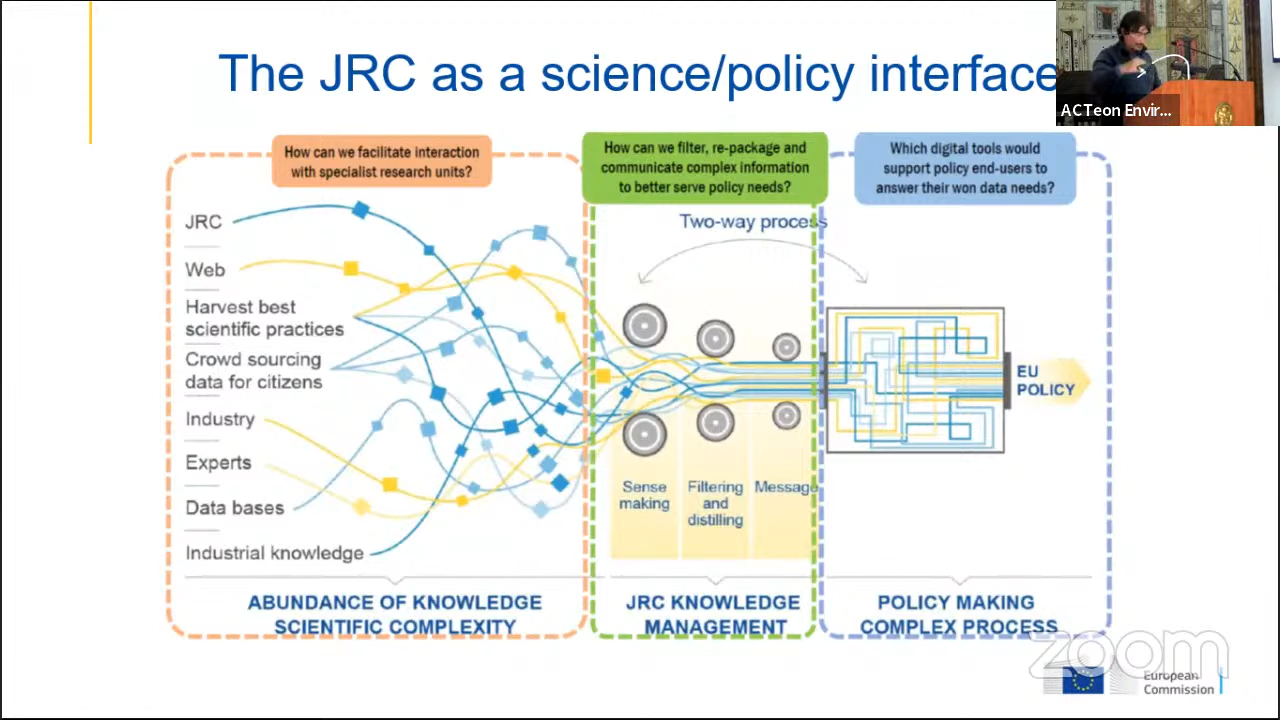 The JRC as a science/policy interface
ACTeon Envir...
How can we facilitate interaction
with specialist research units?
How can we filter, re-package and
communicate complex information
to better serve policy needs?
Which digital tools would
support policy end-users to
answer their won data needs?
Two-way process
JRC
Web
Harvest best
scientific practices
Crowd sourcing
data for citizens
Industry
Experts
Data bases
Industrial knowledge
Sense
making
Filtering
and
distilling
Message
EU
POLICY
ABUNDANCE OF KNOWLEDGE
SCIENTIFIC COMPLEXITY
JRC KNOWLEDGE
MANAGEMENT
POLICY MAKING
COMPLEX PROCESS
zoom
European
Commission